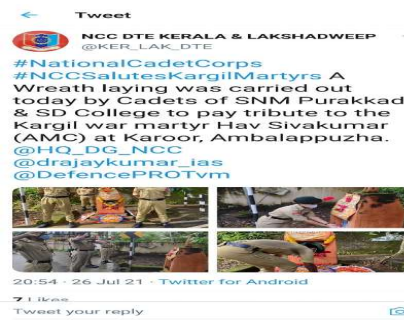 Tweet
NCC DTE KERALA & LAKSHADWEEP
@KER_LAK_DTE
#NationalCadetCorps
#NCCSalutesKargilMartyrs A
Wreath laying was carried out
today by Cadets of SNM Purakkad
& SD College to pay tribute to the
Kargil war martyr Hav Sivakumar
(AMC) at Karoor, Ambalappuzha.
@HQ_DG_NCC
@drajaykumar_ias
@DefencePROTvm
20:54 · 26 Jul 21 · Twitter for Android
7 Likes
Tweet your reply